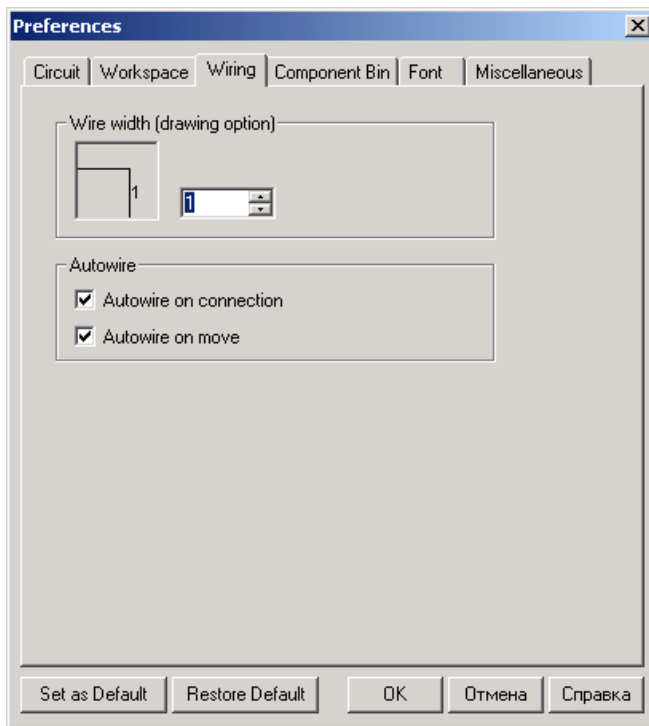 Preferences
Circuit Workspace Wiring Component Bin Font Miscellaneous
Wire width (drawing option)
1
1
Autowire
Autowire on connection
Autowire on move
Set as Default Restore Default OK Отмена Справка